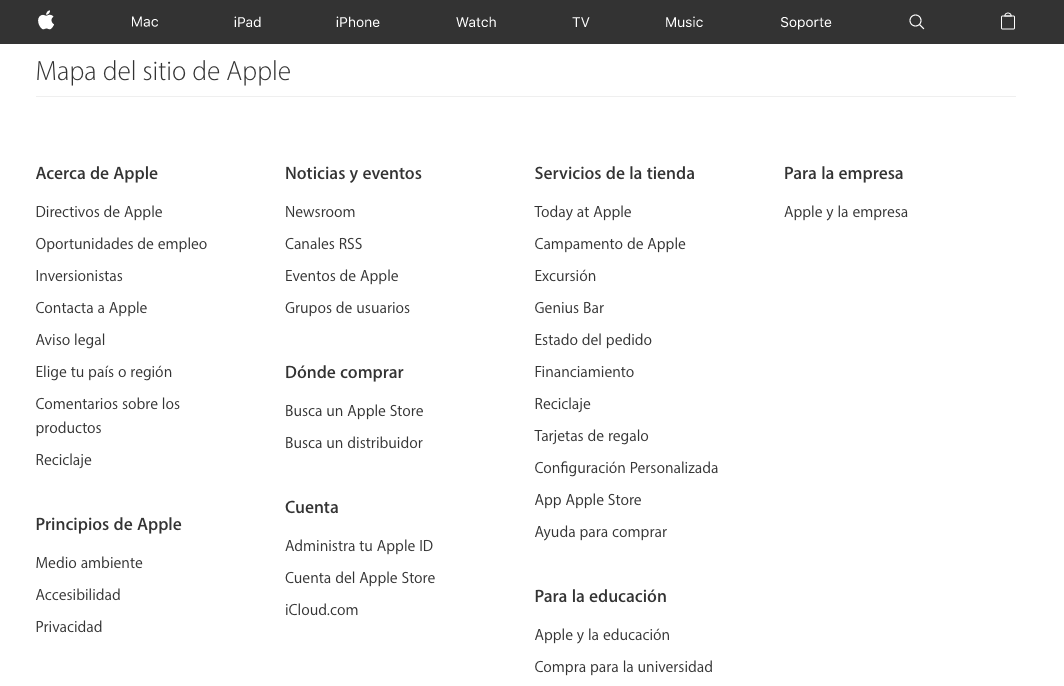 Mac
iPad
iPhone
Watch
TV
Music
Soporte
Mapa del sitio de Apple
Acerca de Apple
Directivos de Apple
Oportunidades de empleo
Inversionistas
Contacta a Apple
Aviso legal
Elige tu país o región
Comentarios sobre los
productos
Reciclaje
Principios de Apple
Medio ambiente
Accesibilidad
Privacidad
Noticias y eventos
Newsroom
Canales RSS
Eventos de Apple
Grupos de usuarios
Dónde comprar
Busca un Apple Store
Busca un distribuidor
Cuenta
Administra tu Apple ID
Cuenta del Apple Store
iCloud.com
Servicios de la tienda
Today at Apple
Campamento de Apple
Excursión
Genius Bar
Estado del pedido
Financiamiento
Reciclaje
Tarjetas de regalo
Configuración Personalizada
App Apple Store
Ayuda para comprar
Para la educación
Apple y la educación
Compra para la universidad
Para la empresa
Apple y la empresa